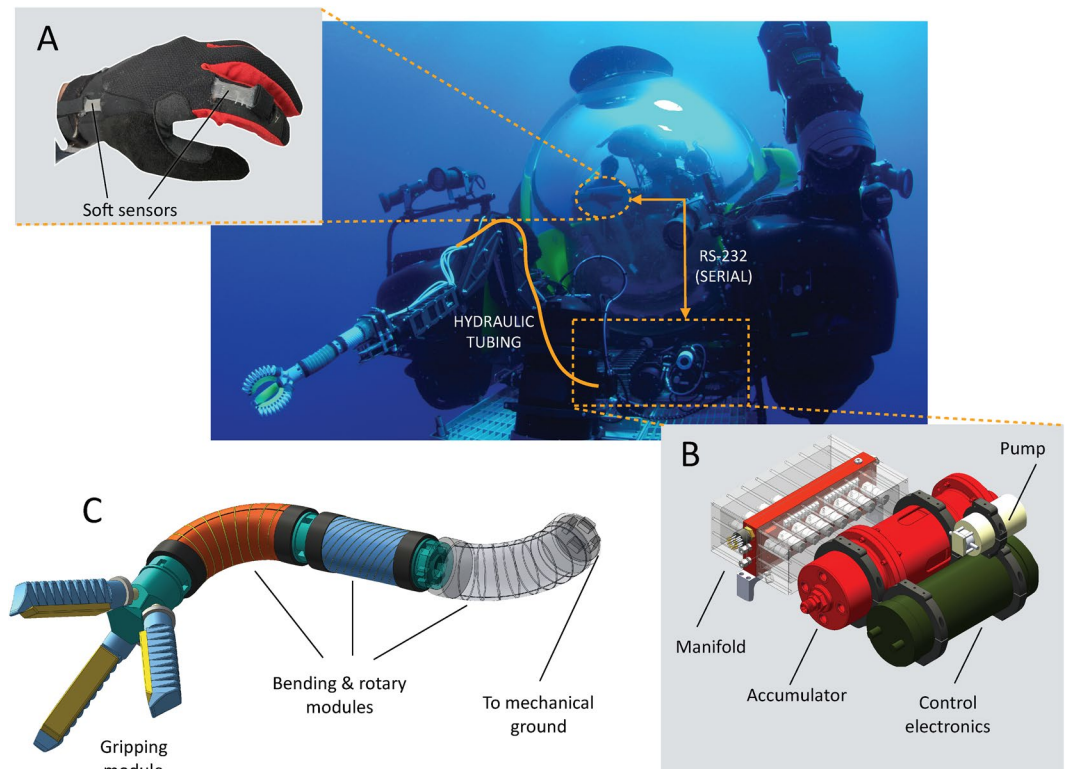 A
Soft sensors
RS-232
(SERIAL)
HYDRAULIC
TUBING
B
Pump
Manifold
Accumulator
Control
electronics
C
Bending & rotary
modules
To mechanical
ground
Gripping
module